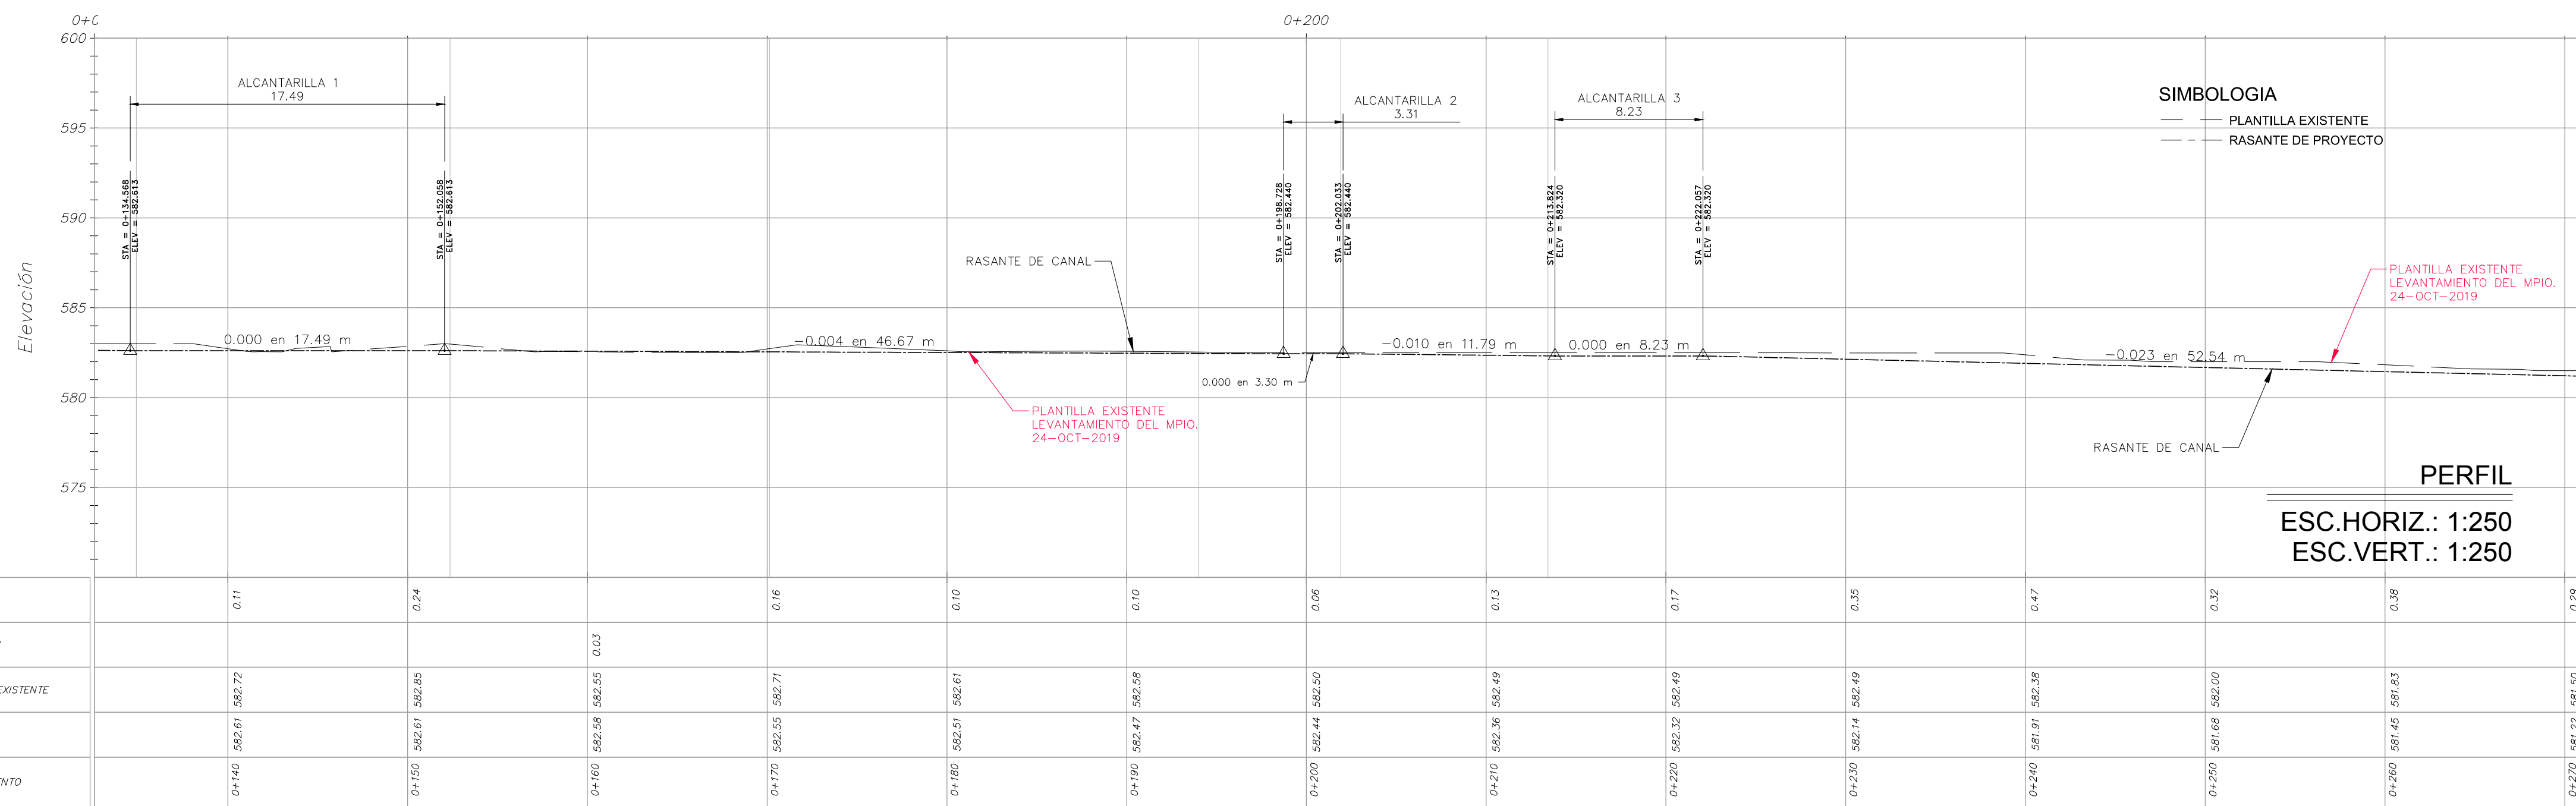 0+0
0+200
600
595
590
585
580
575
Elevación
ALCANTARILLA 1
17.49
ALCANTARILLA 2
3.31
ALCANTARILLA 3
8.23
SIMBOLOGIA
PLANTILLA EXISTENTE
RASANTE DE PROYECTO
STA = 0+134.568
ELEV = 582.613
STA = 0+152.058
ELEV = 582.613
STA = 0+198.728
ELEV = 582.440
STA = 0+202.033
ELEV = 582.440
STA = 0+213.824
ELEV = 582.320
STA = 0+222.057
ELEV = 582.320
RASANTE DE CANAL
PLANTILLA EXISTENTE
LEVANTAMIENTO DEL MPIO.
24-OCT-2019
0.000 en 17.49 m
-0.004 en 46.67 m
-0.010 en 11.79 m
0.000 en 8.23 m
-0.023 en 52.54 m
0.000 en 3.30 m
PLANTILLA EXISTENTE
LEVANTAMIENTO DEL MPIO.
24-OCT-2019
RASANTE DE CANAL
PERFIL
ESC.HORIZ.: 1:250
ESC.VERT.: 1:250
0.11 0.24 0.16 0.10 0.10 0.06 0.13 0.17 0.35 0.47 0.32 0.38 0.29
0.03
EXISTENTE 582.72 582.85 582.55 582.71 582.61 582.58 582.50 582.49 582.49 582.49 582.38 582.00 581.83 581.50
582.61 582.61 582.58 582.55 582.51 582.47 582.44 582.36 582.32 582.14 581.91 581.68 581.45 581.22
NTO 0+140 0+150 0+160 0+170 0+180 0+190 0+200 0+210 0+220 0+230 0+240 0+250 0+260 0+270